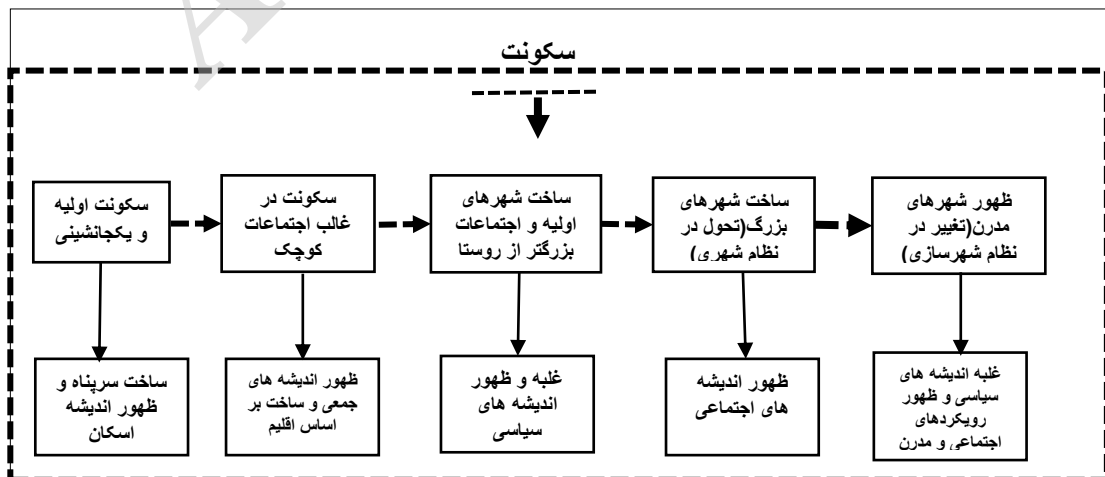 سکونت
سکونت اولیه
و یکجانشینی
سکونت در
غالب اجتماعات
کوچک
ساخت شهرهای
اولیه و اجتماعات
بزرگتر از روستا
ساخت شهرهای
بزرگ(تحول در
نظام شهری)
ظهور شهرهای
مدرن(تغییر در
نظام شهرسازی)
ساخت سرپناه و
ظهور اندیشه
اسکان
ظهور اندیشه های
جمعی و ساخت بر
اساس اقلیم
غلبه و ظهور
اندیشه های
سیاسی
ظهور اندیشه
های اجتماعی
غلبه اندیشه های
سیاسی و ظهور
رویکردهای
اجتماعی و مدرن